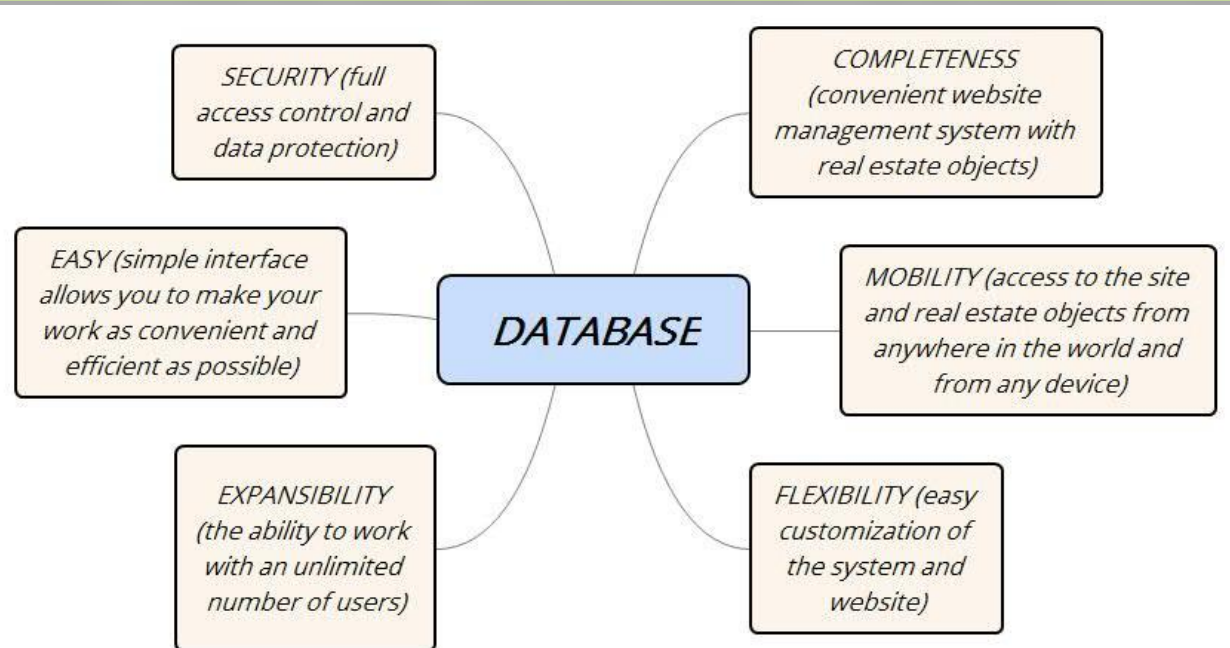 SECURITY (full
access control and
data protection)
COMPLETENESS
(convenient website
management system with
real estate objects)
EASY (simple interface
allows you to make your
work as convenient and
efficient as possible)
DATABASE
MOBILITY (access to the site
and real estate objects from
anywhere in the world and
from any device)
EXPANSIBILITY
(the ability to work
with an unlimited
number of users)
FLEXIBILITY (easy
customization of
the system and
website)